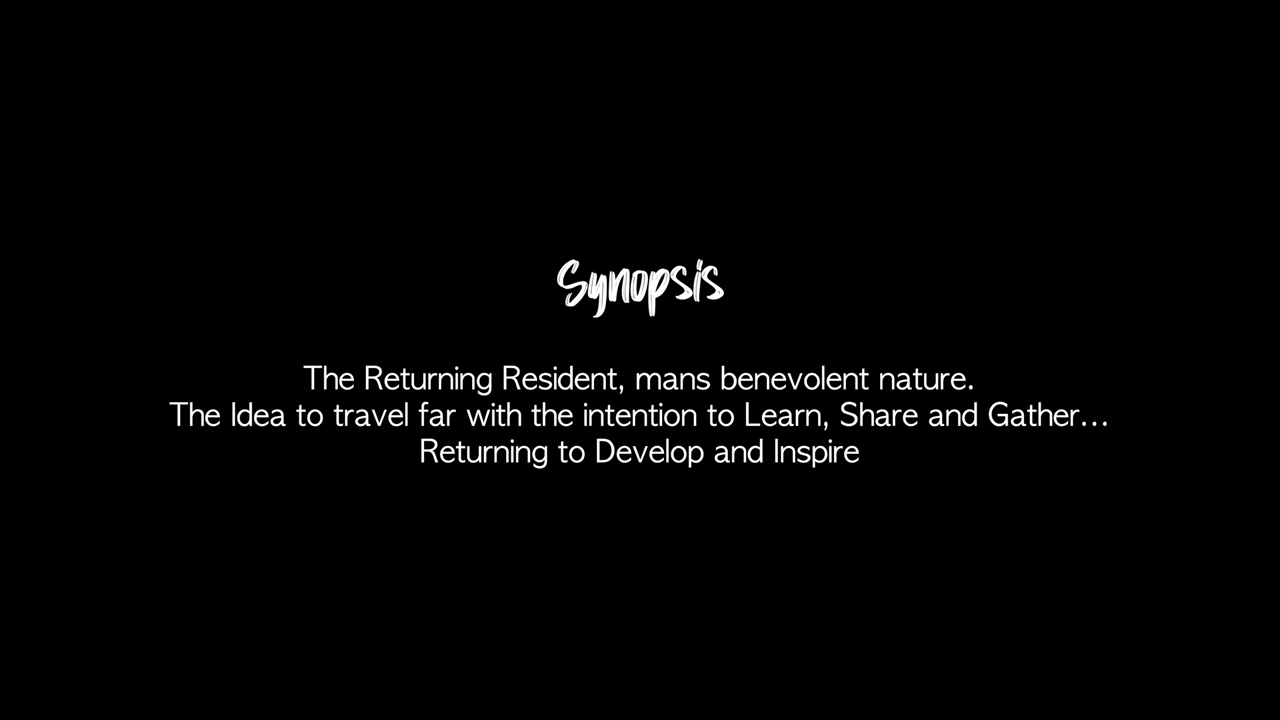 Synopsis
The Returning Resident, mans benevolent nature.
The Idea to travel far with the intention to Learn, Share and Gather...
Returning to Develop and Inspire